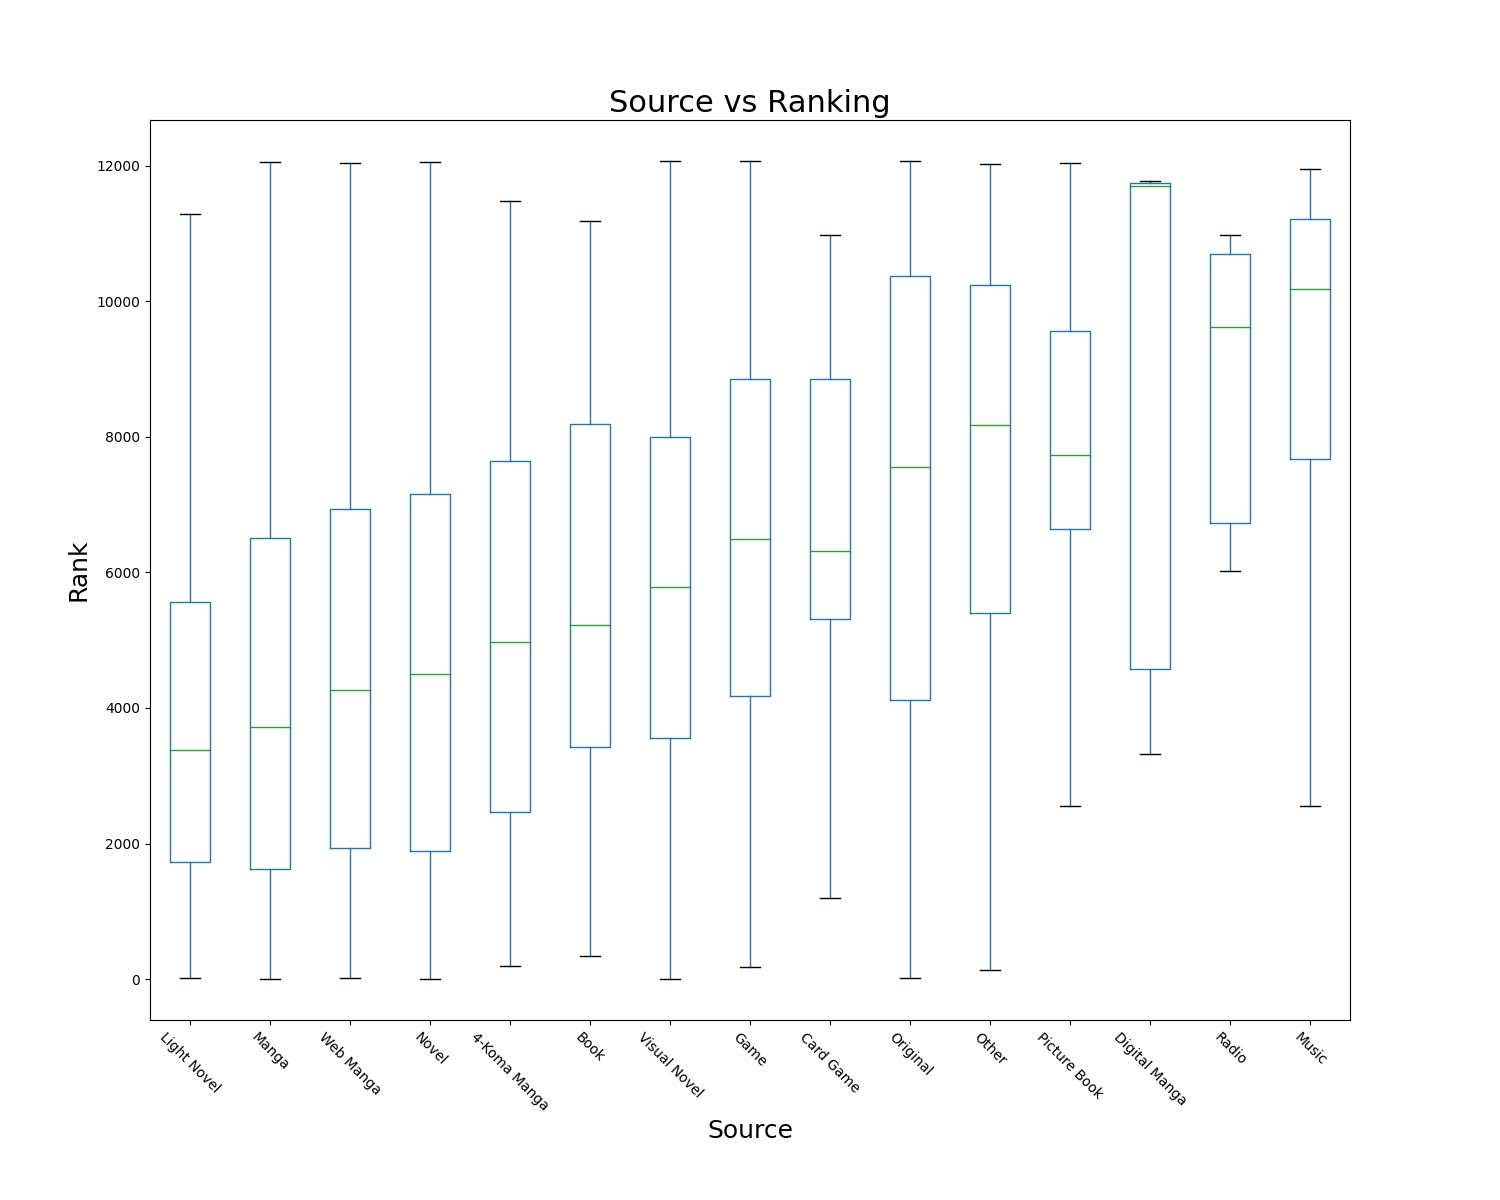 Source vs Ranking
12000
10000
8000
6000
4000
2000
0
Rank
Light Novel
Manga
Web Manga
Novel
4-Koma Manga
Book
Visual Novel
Game
Card Game
Original
Other
Picture Book
Digital Manga
Radio
Music
Source